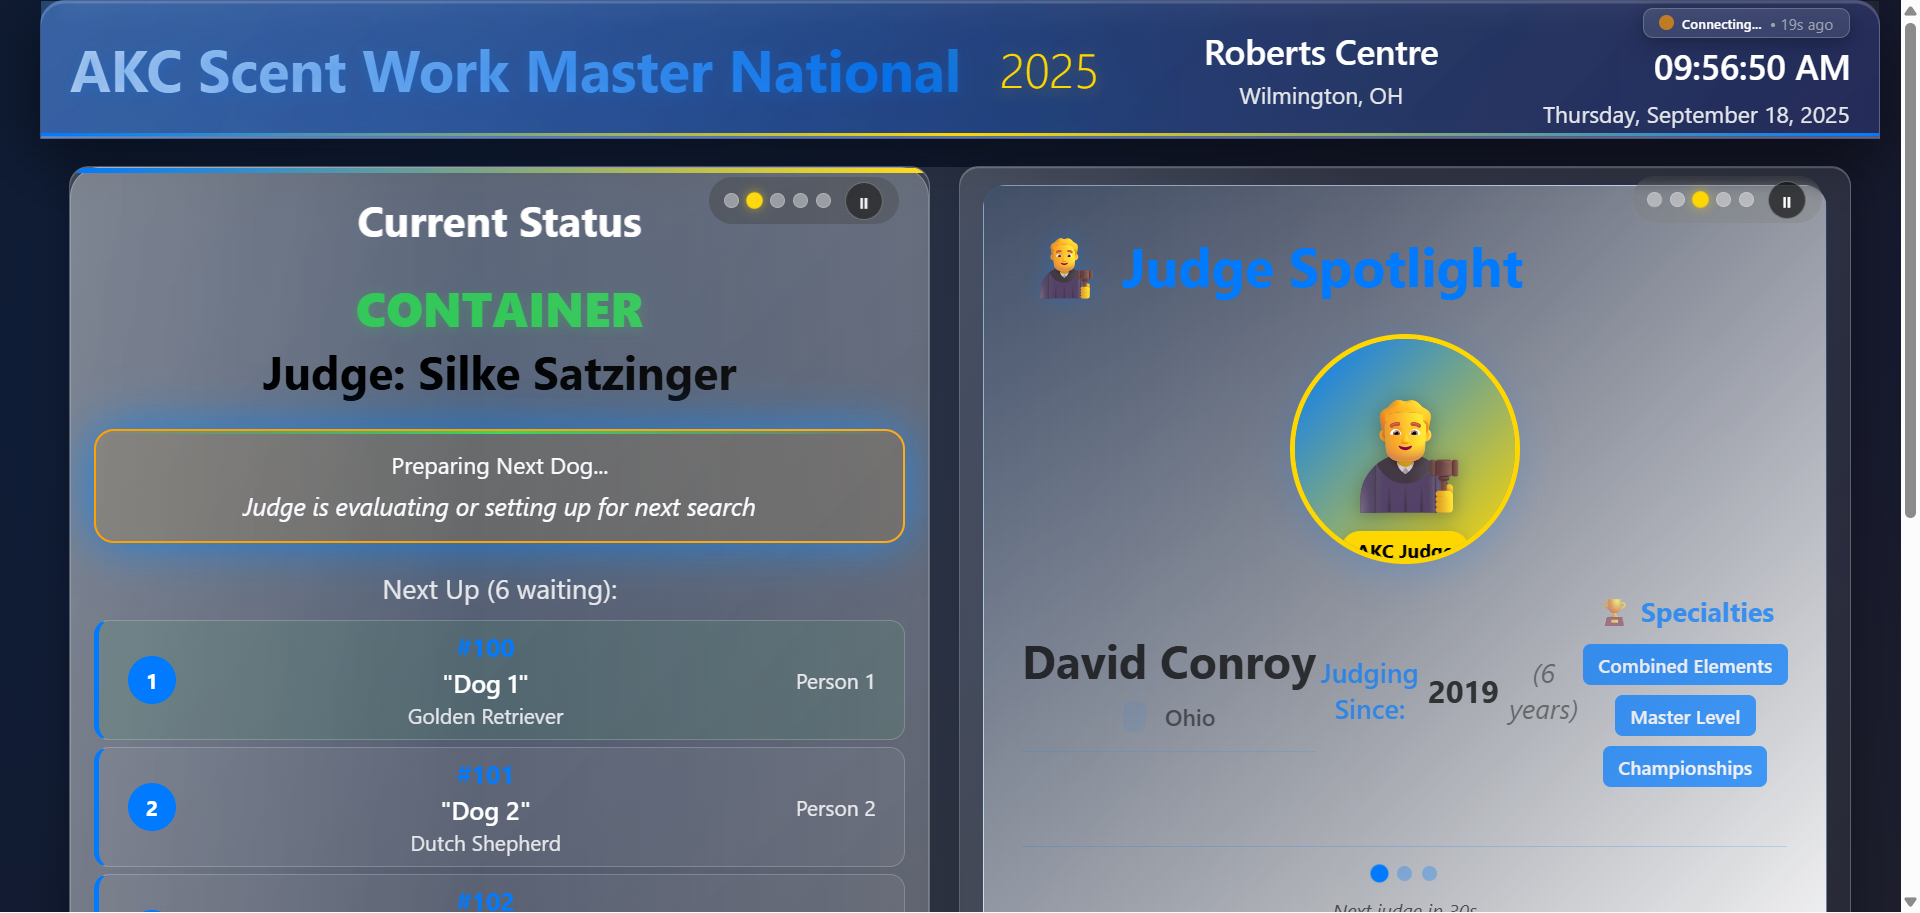 AKC Scent Work Master National 2025
Roberts Centre
Wilmington, OH
Connecting... • 19s ago
09:56:50 AM
Thursday, September 18, 2025
Current Status
CONTAINER
Judge: Silke Satzinger
Preparing Next Dog...
Judge is evaluating or setting up for next search
Next Up (6 waiting):
1
#100
"Dog 1"
Golden Retriever
Person 1
2
#101
"Dog 2"
Dutch Shepherd
Person 2
#102
Judge Spotlight
AKC Judge
David Conroy
Ohio
Judging
Since:
2019
(6
years)
Specialties
Combined Elements
Master Level
Championships
Next judge in 30s